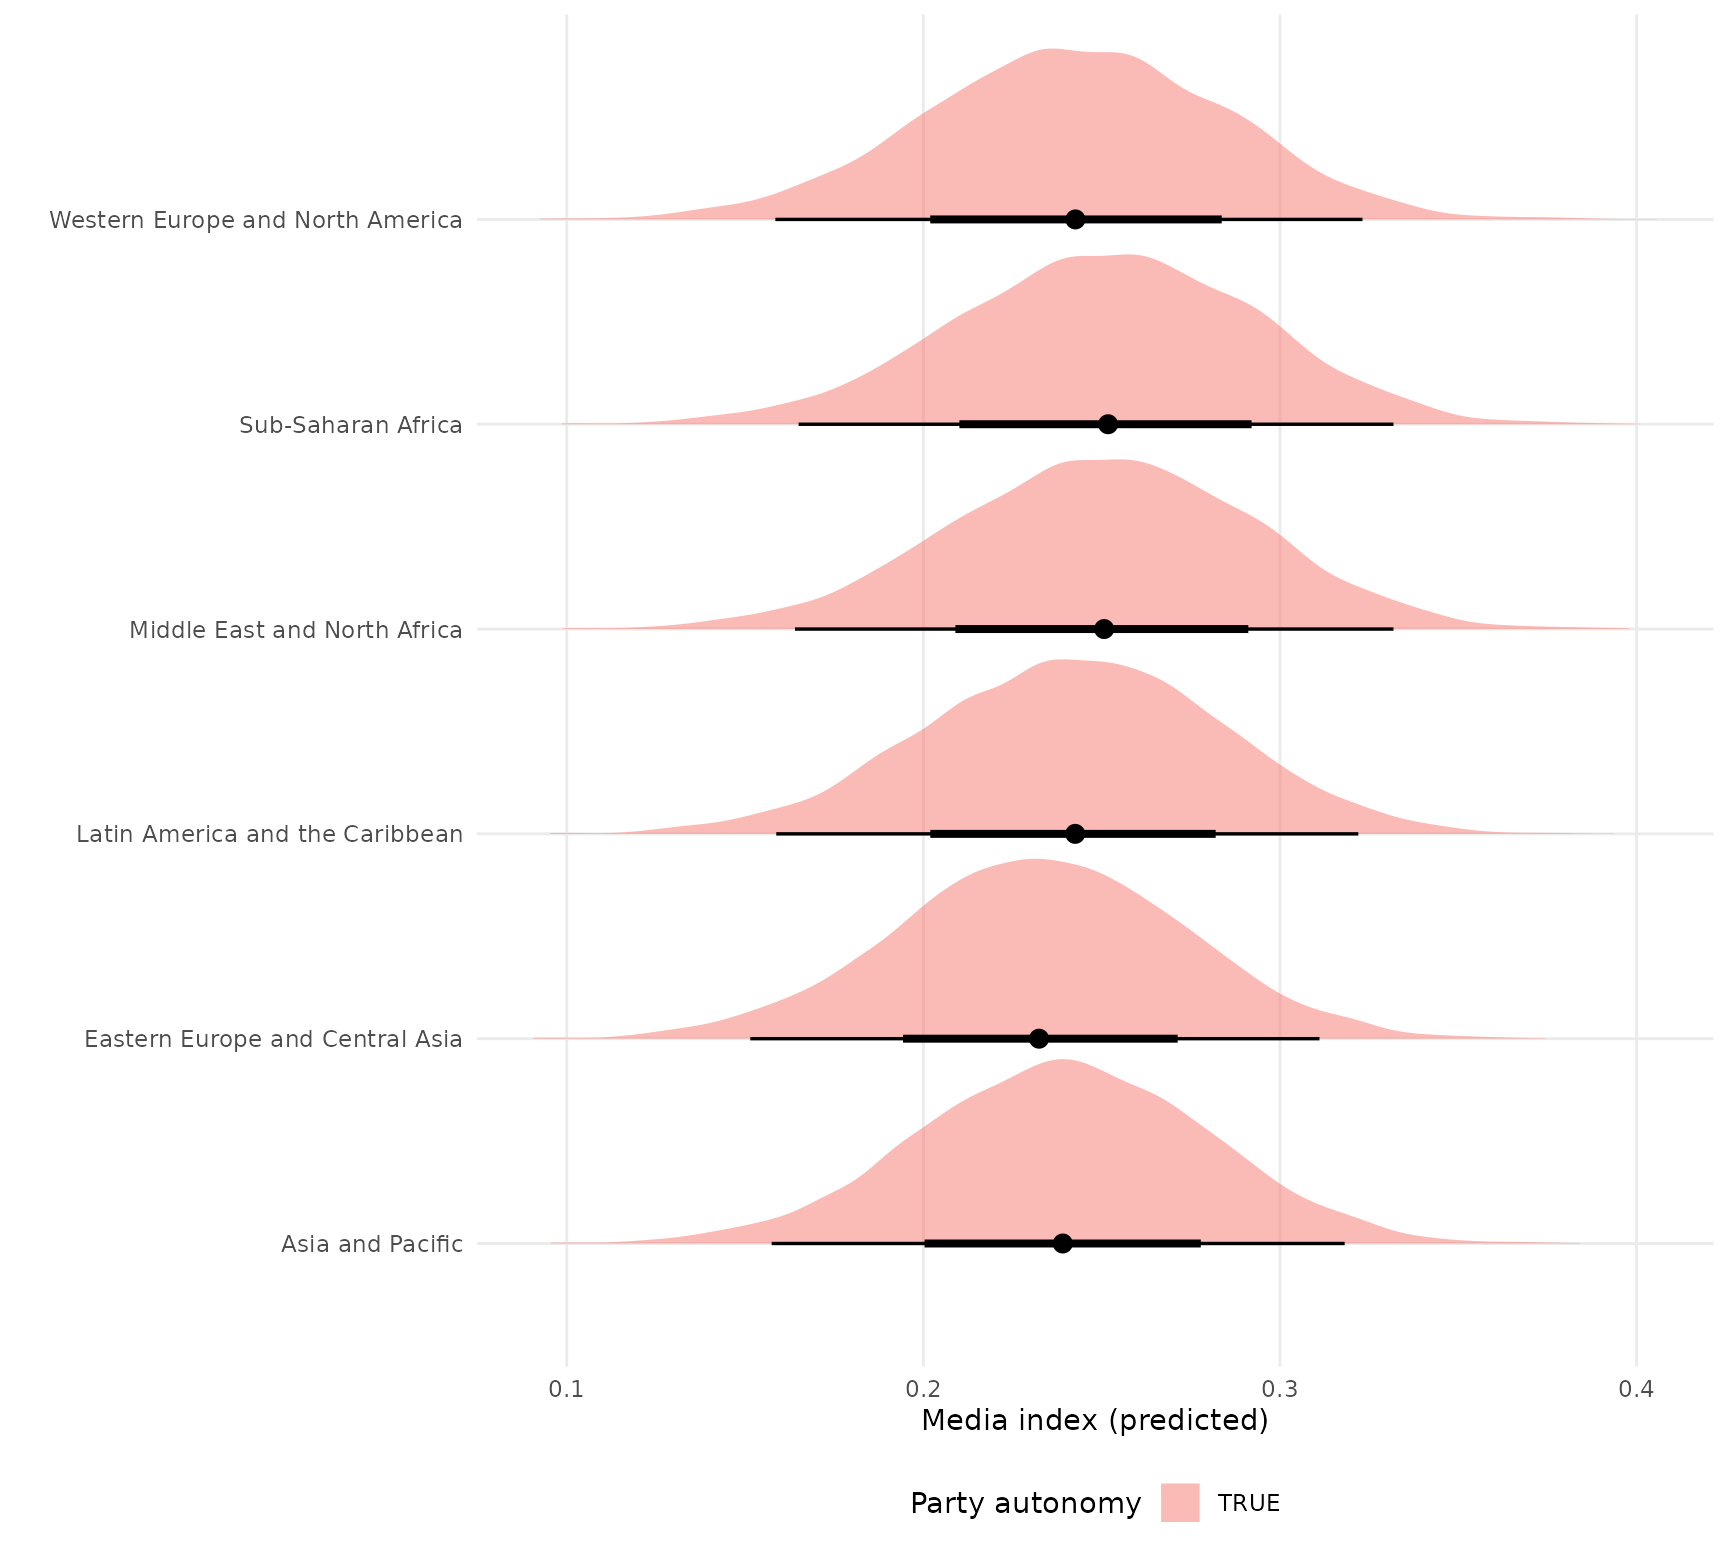 Western Europe and North America
Sub-Saharan Africa
Middle East and North Africa
Latin America and the Caribbean
Eastern Europe and Central Asia
Asia and Pacific
0.1 0.2 0.3 0.4
Media index (predicted)
Party autonomy TRUE